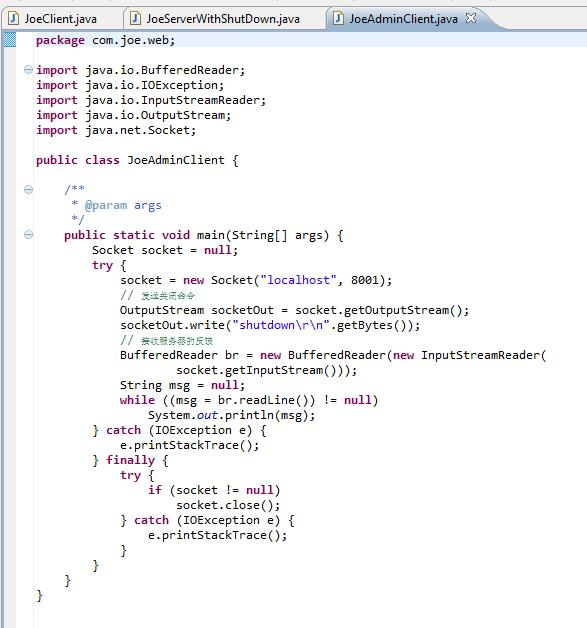 JoeClient.java JoeServerWithShutDown.java JoeAdminClient.java
package com.joe.web;
import java.io.BufferedReader;
import java.io.IOException;
import java.io.InputStreamReader;
import java.io.OutputStream;
import java.net.Socket;
public class JoeAdminClient {
/**
* @param args
*/
public static void main(String[] args) {
Socket socket = null;
try {
socket = new Socket("localhost", 8001);
// 发送关闭命令
OutputStream socketOut = socket.getOutputStream();
socketOut.write("shutdown\r\n".getBytes());
// 接收服务器的反馈
BufferedReader br = new BufferedReader(new InputStreamReader(
socket.getInputStream()));
String msg = null;
while ((msg = br.readLine()) != null)
System.out.println(msg);
} catch (IOException e) {
e.printStackTrace();
} finally {
try {
if (socket != null)
socket.close();
} catch (IOException e) {
e.printStackTrace();
}
}
}
}